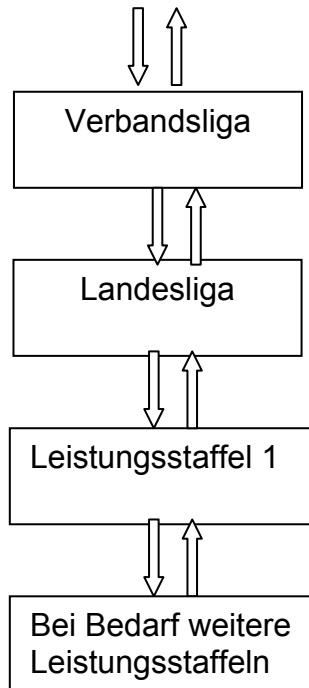 Verbandsliga
Landesliga
Leistungsstaffel 1
Bei Bedarf weitere
Leistungsstaffeln